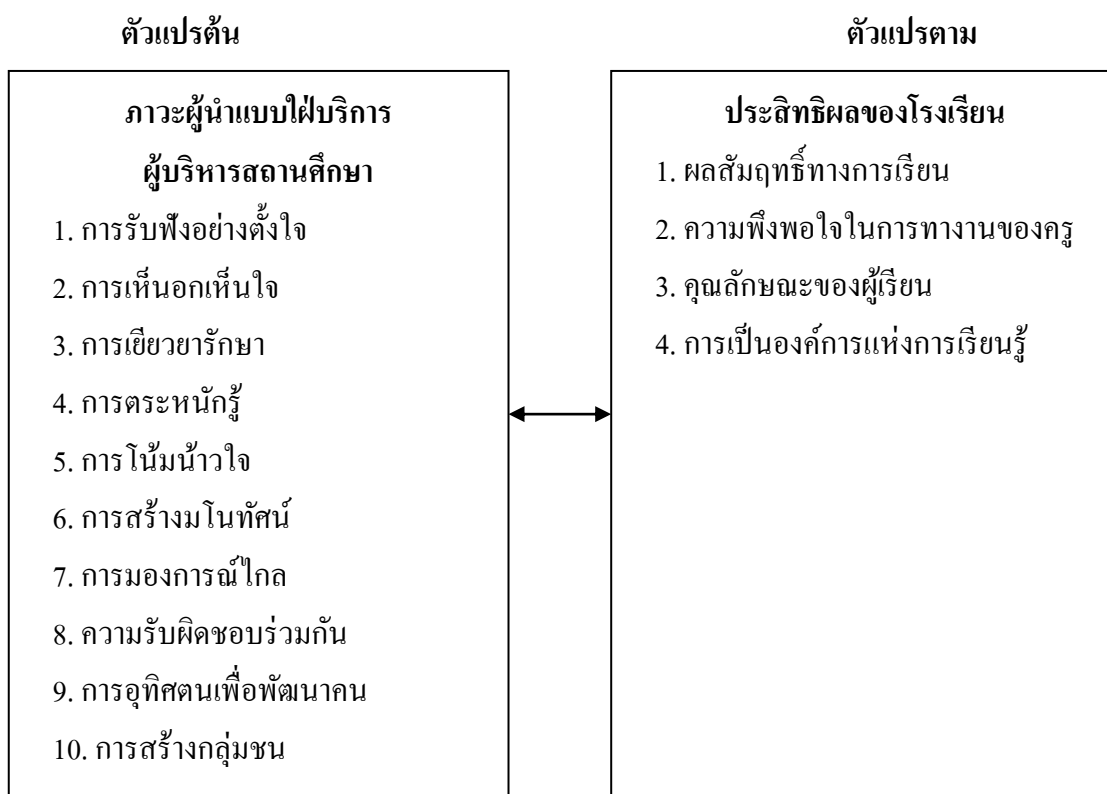 ตัวแปรต้น
ภาวะผู้นำแบบใฝ่บริการ
ผู้บริหารสถานศึกษา
1. การรับฟังอย่างตั้งใจ
2. การเห็นอกเห็นใจ
3. การเยียวยารักษา
4. การตระหนักรู้
5. การโน้มน้าวใจ
6. การสร้างมโนทัศน์
7. การมองการณ์ไกล
8. ความรับผิดชอบร่วมกัน
9. การอุทิศตนเพื่อพัฒนาคน
10. การสร้างกลุ่มชน
ตัวแปรตาม
ประสิทธิผลของโรงเรียน
1. ผลสัมฤทธิ์ทางการเรียน
2. ความพึงพอใจในการทางานของครู
3. คุณลักษณะของผู้เรียน
4. การเป็นองค์การแห่งการเรียนรู้